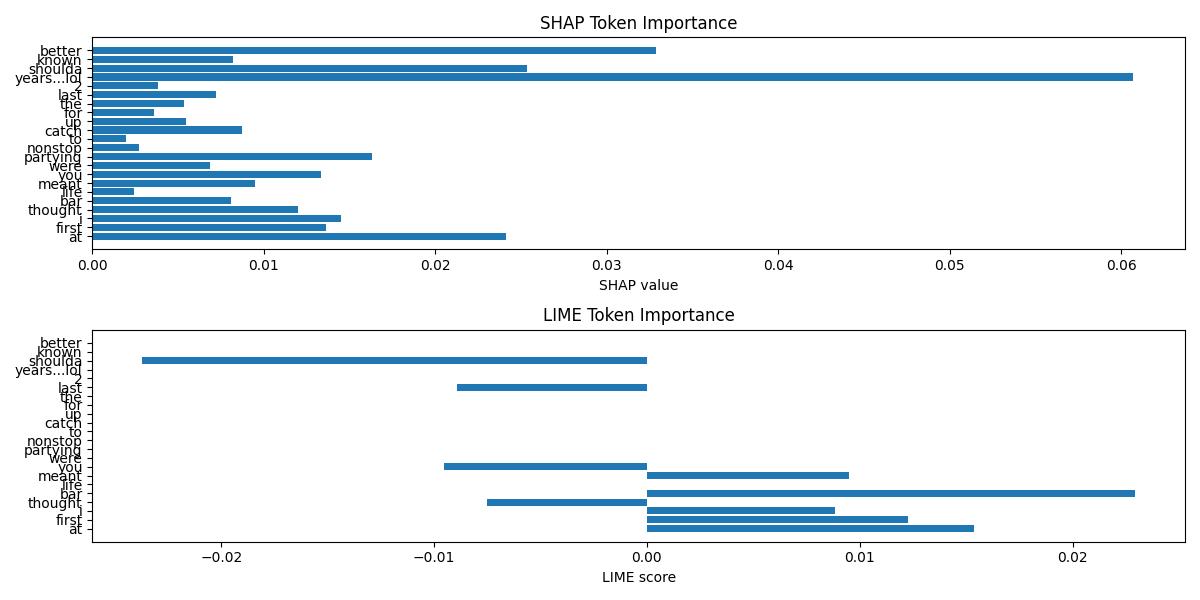 SHAP Token Importance
better
known
shoulda
years...lol
2
last
the
for
up
catch
to
nonstop
partying
were
you
meant
life
bar
thought
i
first
at
0.00 0.01 0.02 0.03 0.04 0.05 0.06
SHAP value
LIME Token Importance
better
known
shoulda
years...lol
2
last
the
for
up
catch
to
nonstop
partying
were
you
meant
life
bar
thought
i
first
at
−0.02 −0.01 0.00 0.01 0.02
LIME score